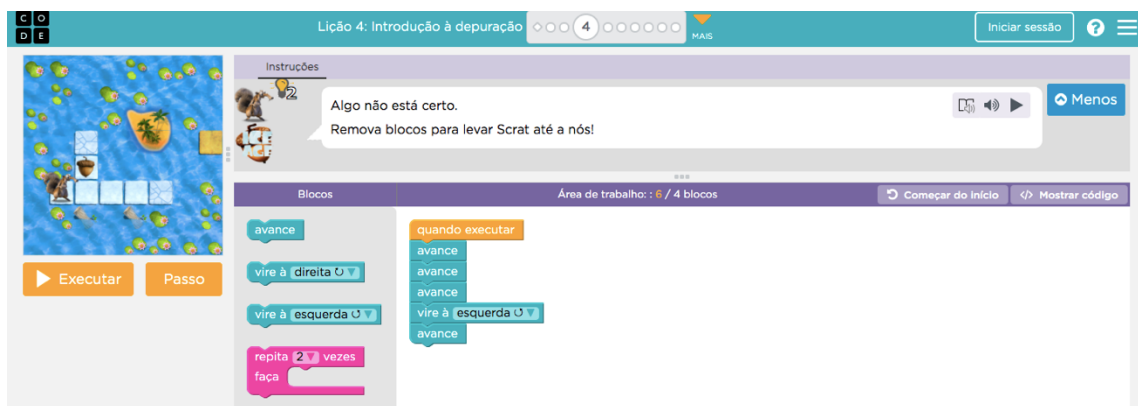 C O
D E
Lição 4: Introdução à depuração
4
MAIS
Iniciar sessão
?
Instruções
2
Algo não está certo.
Remova blocos para levar Scrat até a nós!
Menos
Blocos
Área de trabalho: : 6 / 4 blocos
Começar do início
</> Mostrar código
avance
vire à direita ↻
vire à esquerda ↺
repita 2 vezes
faça
quando executar
avance
avance
avance
vire à esquerda ↺
avance
Executar
Passo